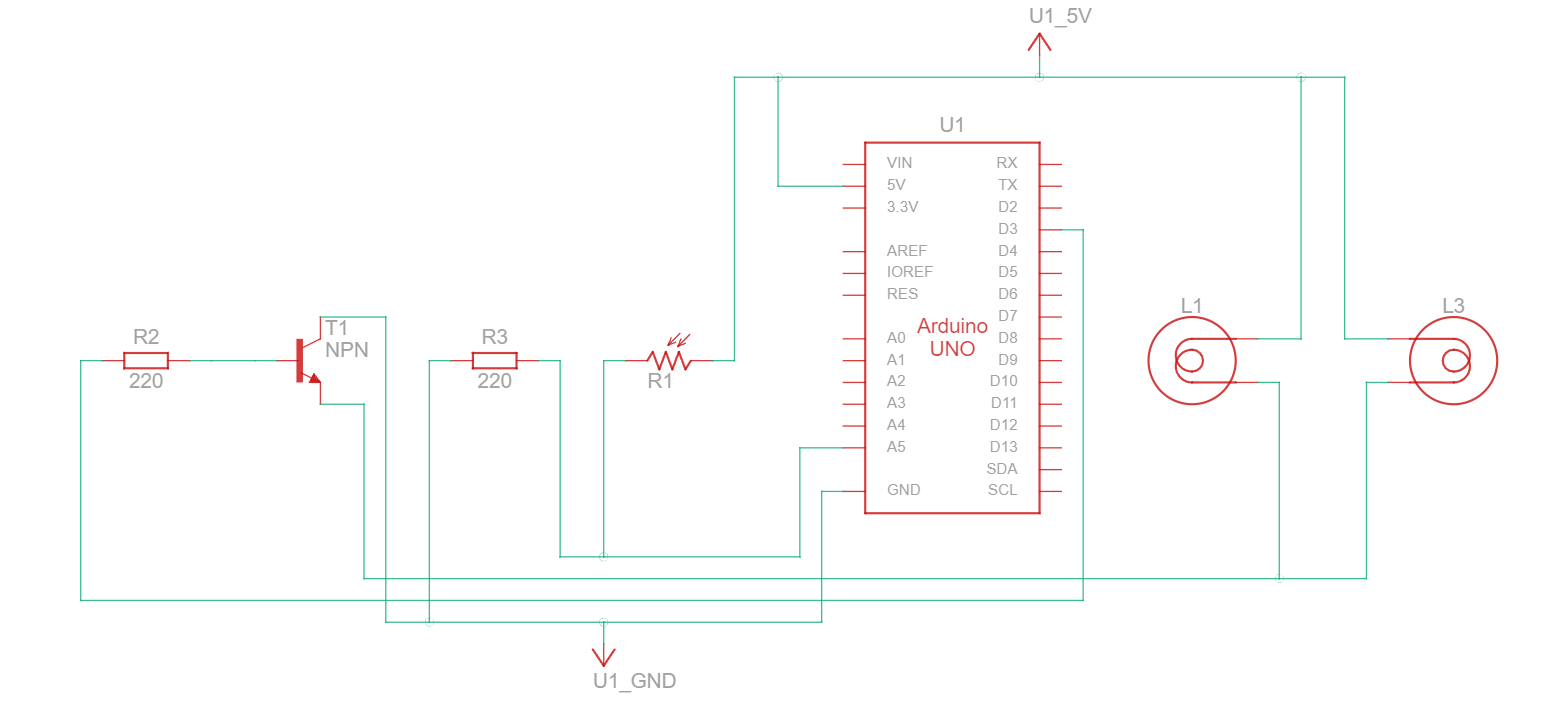 U1_5V
U1
VIN RX
5V TX
3.3V D2
D3
AREF D4
IOREF D5
RES D6
D7
A0 D8
A1 D9
A2 D10
A3 D11
A4 D12
A5 D13
SDA
GND SCL
Arduino
UNO
R2
220
T1
NPN
R3
220
R1
L1
L3
U1_GND